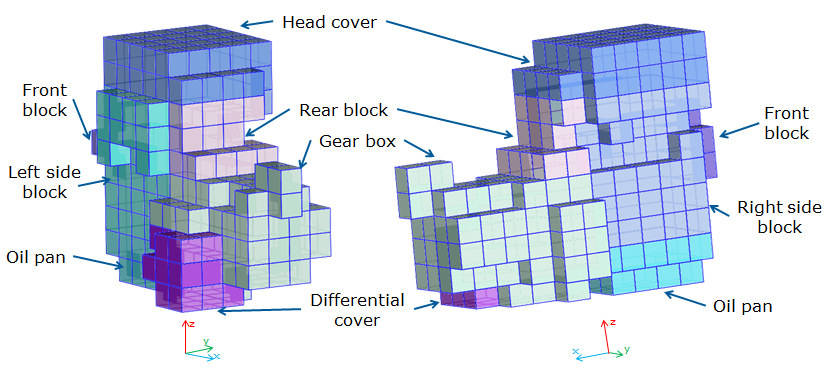 Head cover
Front
block
Rear block
Gear box
Front
block
Left side
block
Right side
block
Oil pan
Differential
cover
Oil pan
z
y
x
z
x
y